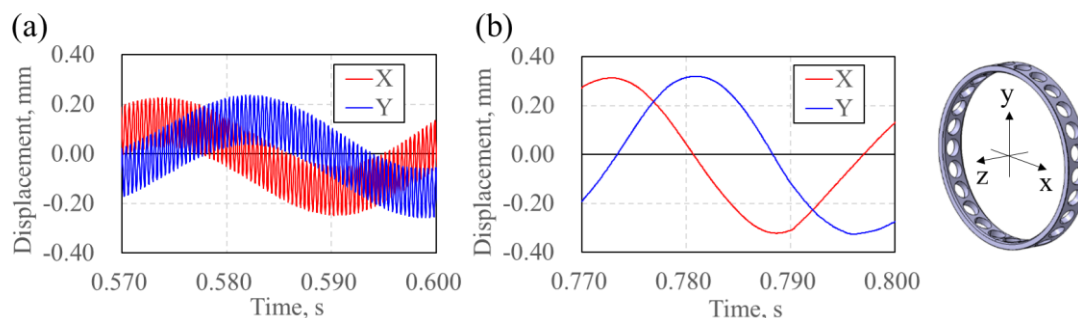 (a)
Displacement, mm
0.40
0.20
0.00
-0.20
-0.40
X
Y
0.570 0.580 0.590 0.600
Time, s
(b)
Displacement, mm
0.40
0.20
0.00
-0.20
-0.40
X
Y
0.770 0.780 0.790 0.800
Time, s
y
z
x